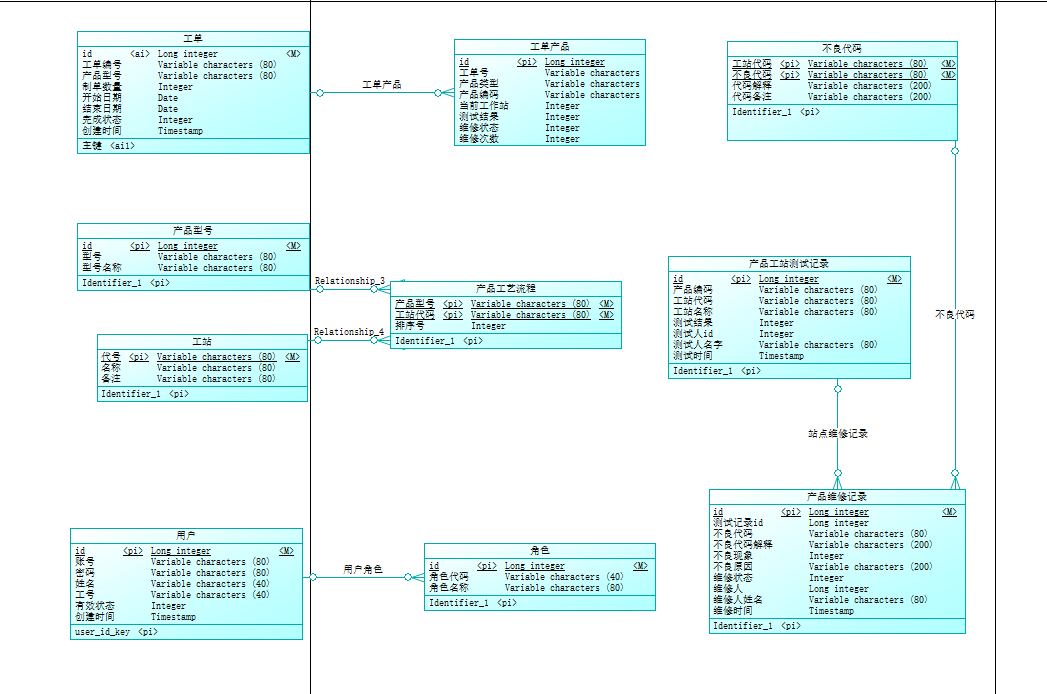 工单
id <ai> Long integer <M>
工单编号 Variable characters (80)
产品型号 Variable characters (80)
制单数量 Integer
开始日期 Date
结束日期 Date
完成状态 Integer
创建时间 Timestamp
主键 <ai1>
工单产品
工单产品
id <pi> Long integer
工单号 Variable characters
产品类型 Variable characters
产品编码 Variable characters
当前工作站 Integer
测试结果 Integer
维修状态 Integer
维修次数 Integer
不良代码
工站代码 <pi> Variable characters (80) <M>
不良代码 <pi> Variable characters (80) <M>
代码解释 Variable characters (200)
代码备注 Variable characters (200)
Identifier_1 <pi>
产品型号
id <pi> Long integer <M>
型号 Variable characters (80)
型号名称 Variable characters (80)
Identifier_1 <pi>
Relationship_3
产品工艺流程
产品型号 <pi> Variable characters (80) <M>
工站代码 <pi> Variable characters (80) <M>
排序号 Integer
Identifier_1 <pi>
Relationship_4
工站
代号 <pi> Variable characters (80) <M>
名称 Variable characters (80)
备注 Variable characters (80)
Identifier_1 <pi>
产品工站测试记录
id <pi> Long integer <M>
产品编码 Variable characters (80)
工站代码 Variable characters (80)
工站名称 Variable characters (80)
测试结果 Integer
测试人id Integer
测试人名字 Variable characters (80)
测试时间 Timestamp
Identifier_1 <pi>
不良代码
站点维修记录
产品维修记录
id <pi> Long integer <M>
测试记录id Long integer
不良代码 Variable characters (80)
不良代码解释 Variable characters (200)
不良现象 Integer
不良原因 Variable characters (200)
维修状态 Integer
维修人 Long integer
维修人姓名 Variable characters (80)
维修时间 Timestamp
Identifier_1 <pi>
用户
id <pi> Long integer <M>
账号 Variable characters (80)
密码 Variable characters (80)
姓名 Variable characters (40)
工号 Variable characters (40)
有效状态 Integer
创建时间 Timestamp
user_id_key <pi>
用户角色
角色
id <pi> Long integer <M>
角色代码 Variable characters (40)
角色名称 Variable characters (80)
Identifier_1 <pi>